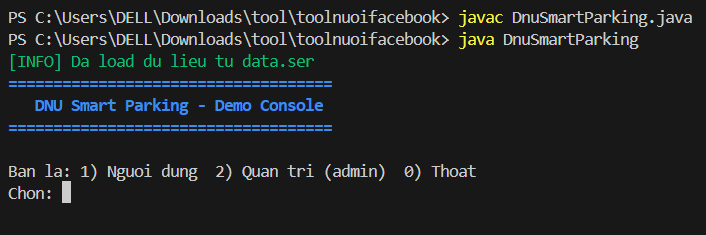 PS C:\Users\DELL\Downloads\tool\toolnuoifacebook> javac DnuSmartParking.java
PS C:\Users\DELL\Downloads\tool\toolnuoifacebook> java DnuSmartParking
[INFO] Da load du lieu tu data.ser
====================================
DNU Smart Parking - Demo Console
====================================
Ban la: 1) Nguoi dung 2) Quan tri (admin) 0) Thoat
Chon: